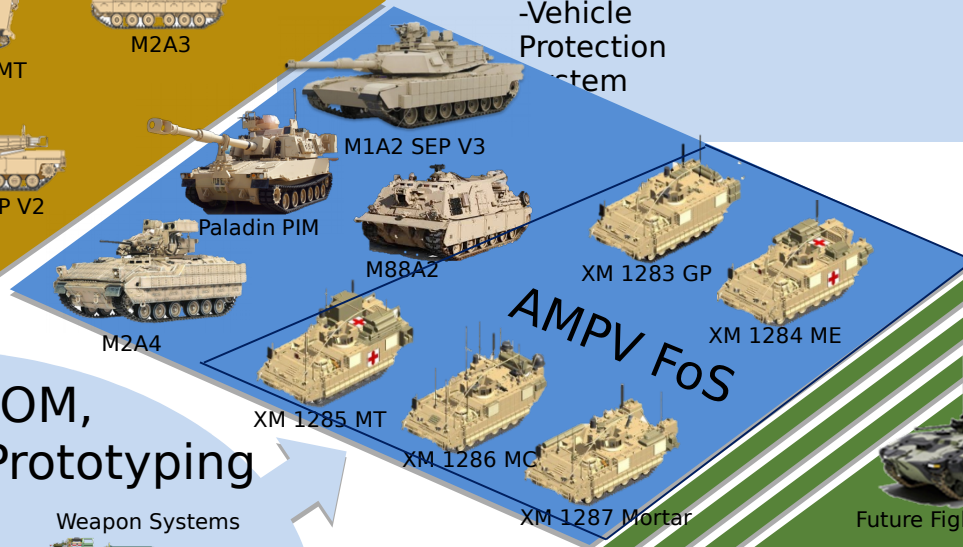 -Vehicle
Protection
M2A3
MT
M1A2 SEP V3
P V2
Paladin PIM
M88A2
XM 1283 GP
M2A4
XM 1284 ME
AMPV FoS
XM 1285 MT
OM,
Prototyping
XM 1286 MC
XM 1287 Mortar
Weapon Systems
Future